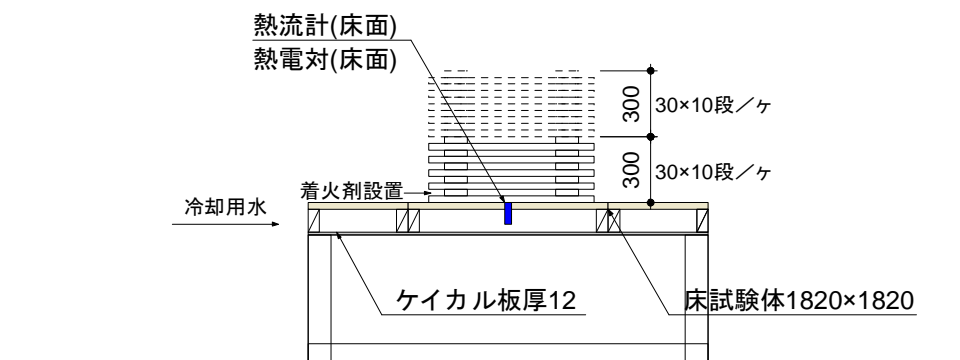 熱流計(床面)
熱電対(床面)
300
30×10段／ヶ
300
30×10段／ヶ
着火剤設置
冷却用水
ケイカル板厚12
床試験体1820×1820